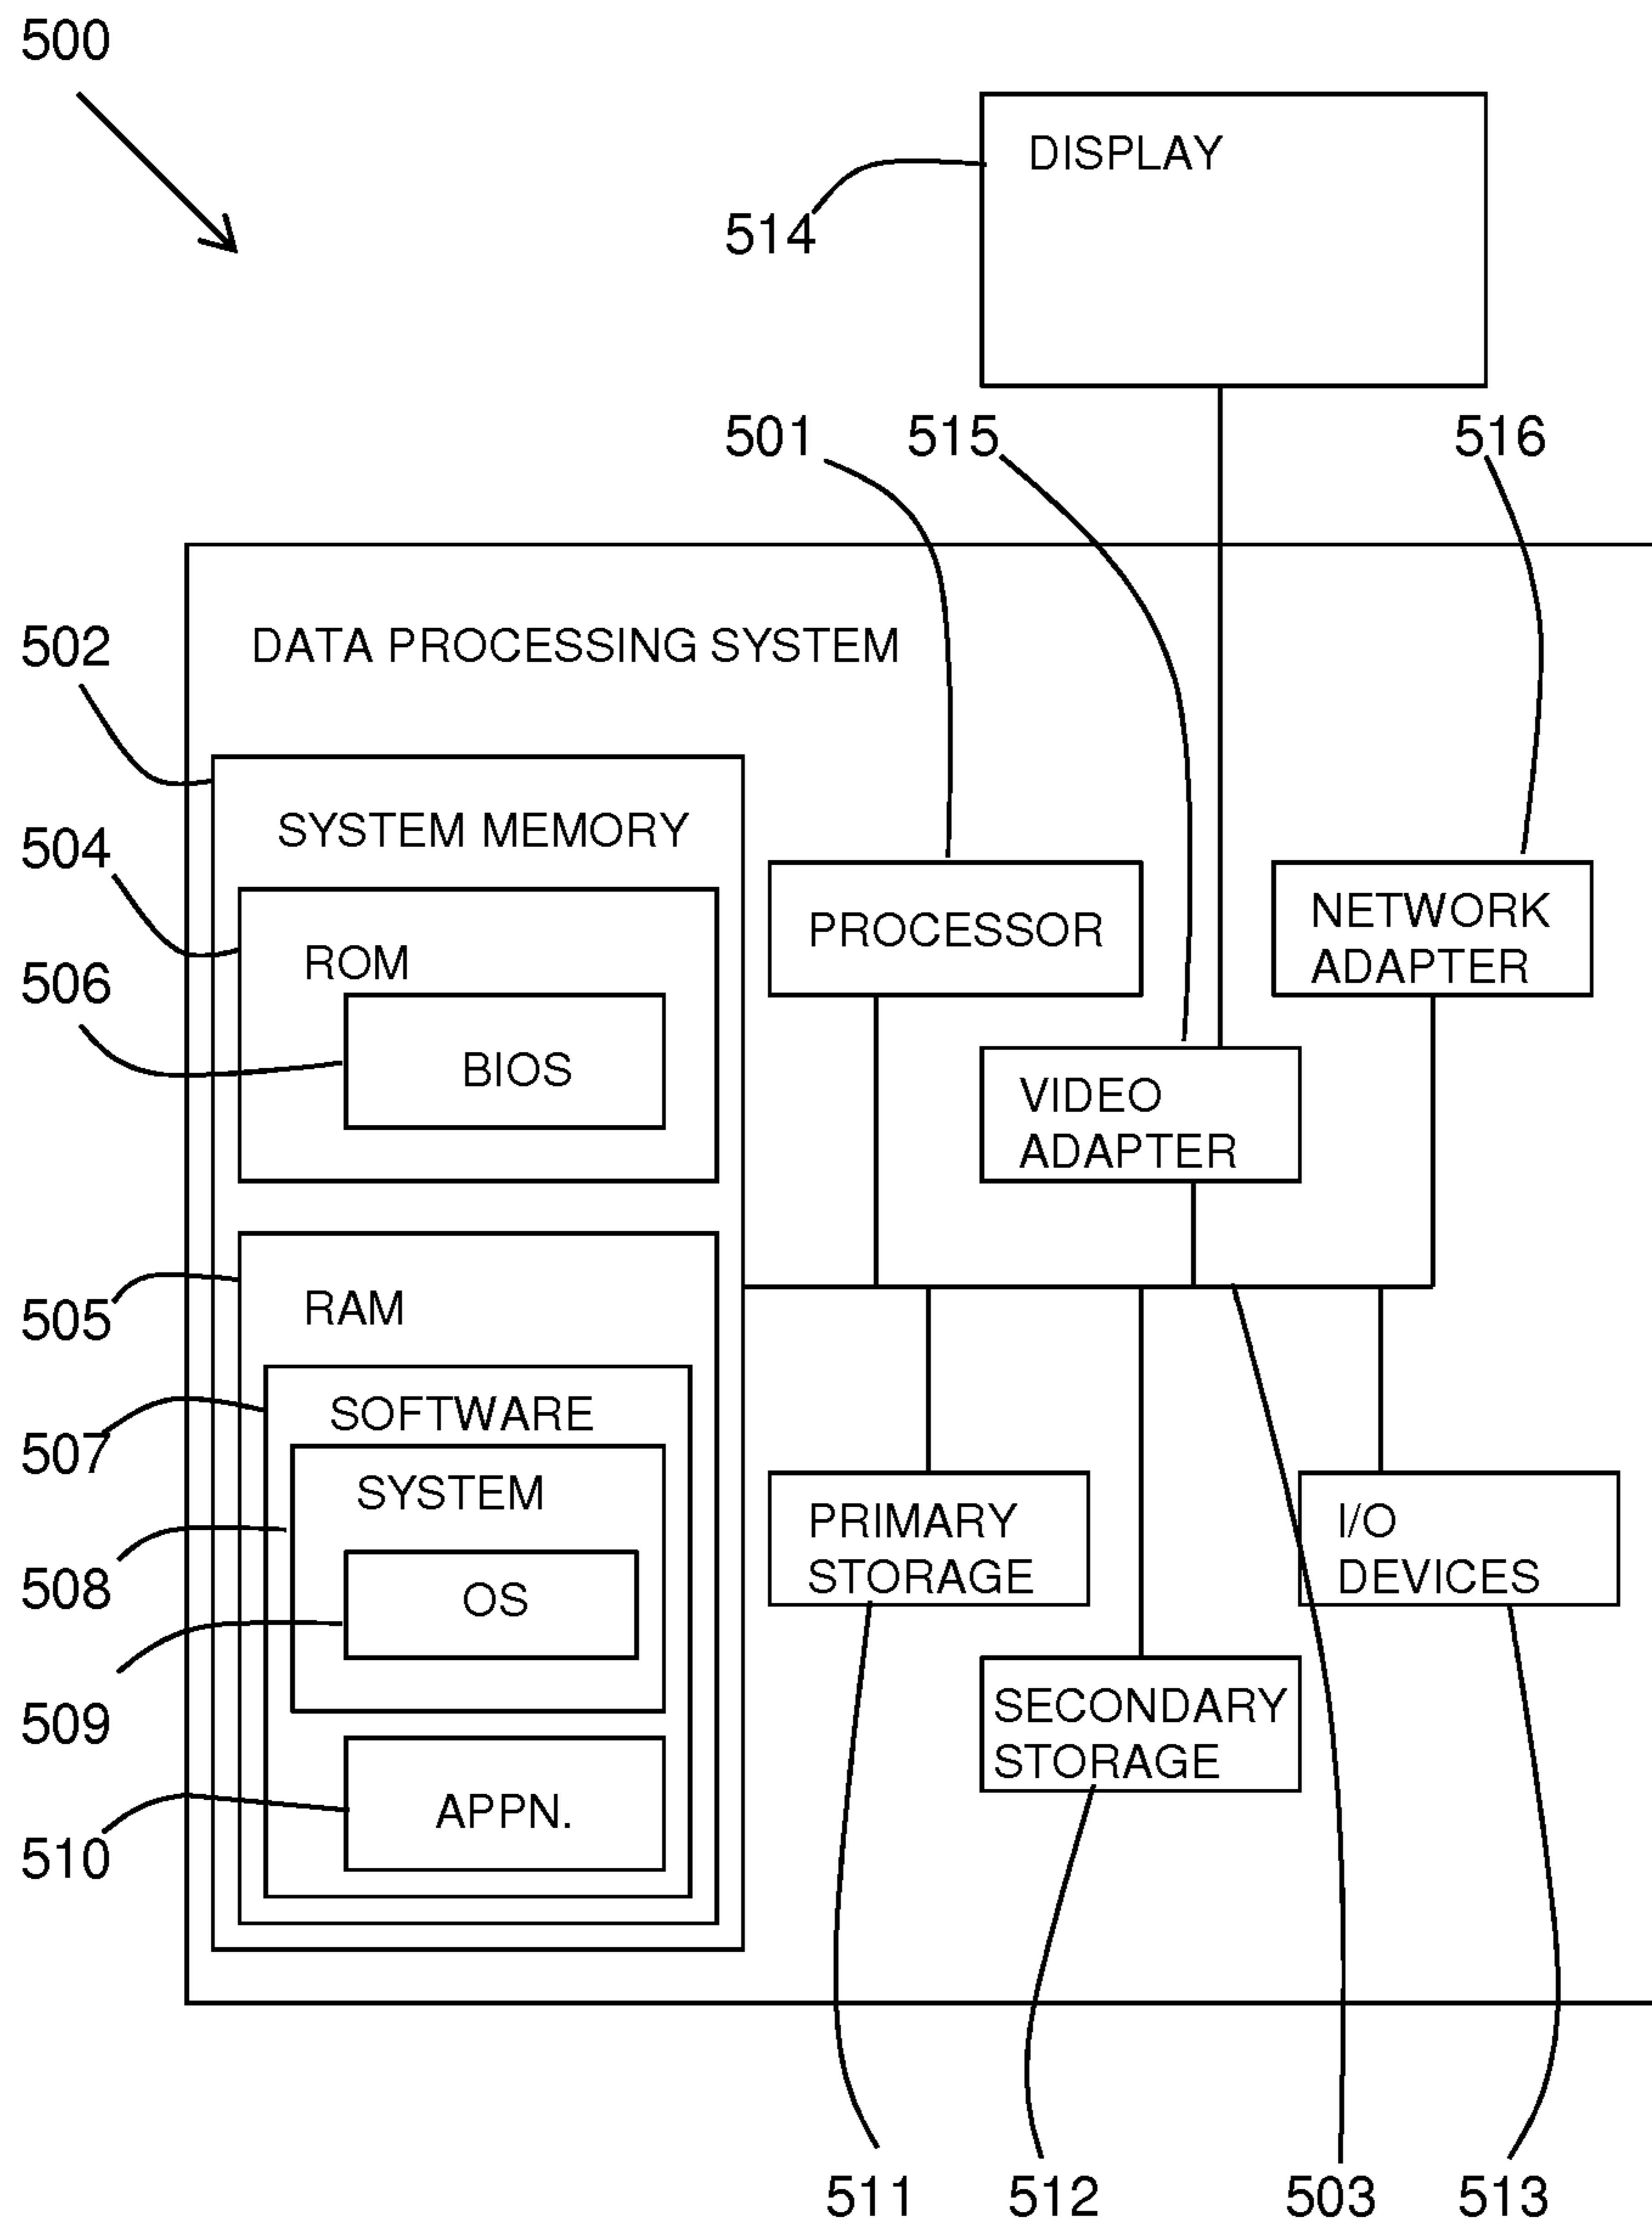 500
DISPLAY
514
501
515
516
DATA PROCESSING SYSTEM
502
SYSTEM MEMORY
504
PROCESSOR
NETWORK
ADAPTER
ROM
506
BIOS
VIDEO
ADAPTER
505
RAM
SOFTWARE
507
SYSTEM
PRIMARY
STORAGE
I/O
DEVICES
508
OS
509
SECONDARY
STORAGE
APPN.
510
511
512
503
513